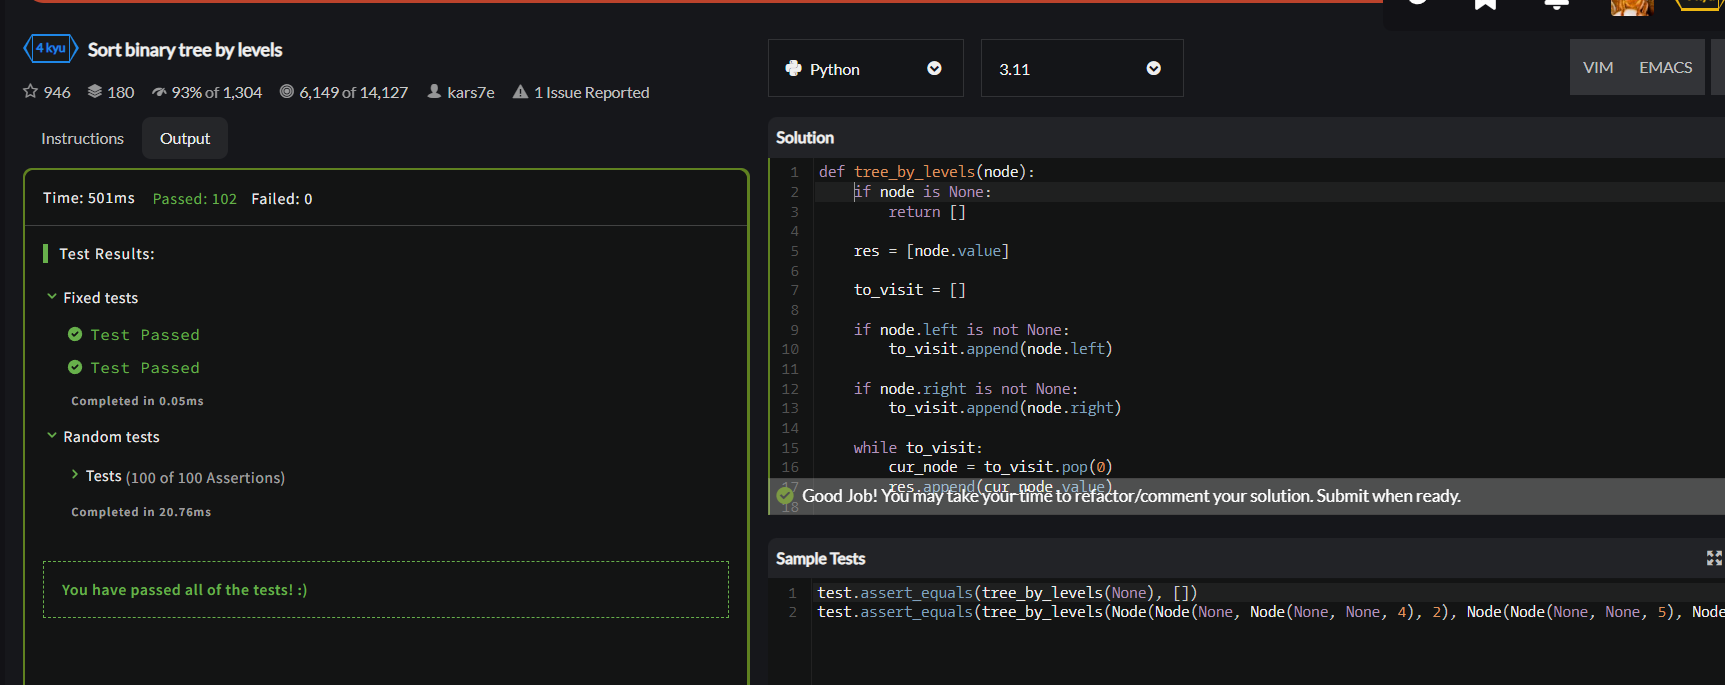 4 kyu Sort binary tree by levels
946 180 93% of 1,304 6,149 of 14,127 kars7e 1 Issue Reported
Instructions Output
Time: 501ms Passed: 102 Failed: 0
Test Results:
Fixed tests
Test Passed
Test Passed
Completed in 0.05ms
Random tests
Tests (100 of 100 Assertions)
Completed in 20.76ms
You have passed all of the tests! :)
Python 3.11 VIM EMACS
Solution
1 def tree_by_levels(node):
2 if node is None:
3 return []
4
5 res = [node.value]
6
7 to_visit = []
8
9 if node.left is not None:
10 to_visit.append(node.left)
11
12 if node.right is not None:
13 to_visit.append(node.right)
14
15 while to_visit:
16 cur_node = to_visit.pop(0)
17 res.append(cur_node.value)
Good Job! You may take your time to refactor/comment your solution. Submit when ready.
18
Sample Tests
1 test.assert_equals(tree_by_levels(None), [])
2 test.assert_equals(tree_by_levels(Node(Node(None, Node(None, None, 4), 2), Node(Node(None, None, 5), Node